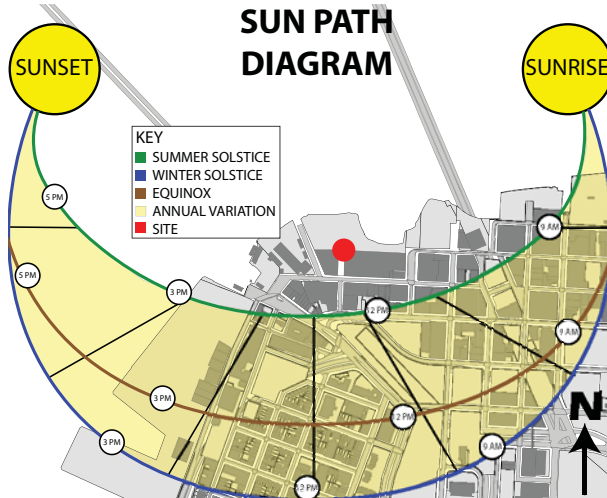 SUN PATH
DIAGRAM
SUNSET
SUNRISE
KEY
SUMMER SOLSTICE
WINTER SOLSTICE
EQUINOX
ANNUAL VARIATION
SITE
5 PM
9 AM
5 PM
3 PM
12 PM
9 AM
3 PM
12 PM
3 PM
9 AM
12 PM
N